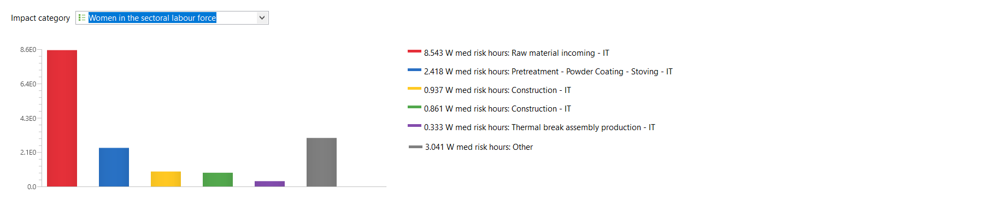 Impact category Women in the sectoral labour force
8.6E0
6.4E0
4.3E0
2.1E0
0.0
8.543 W med risk hours: Raw material incoming - IT
2.418 W med risk hours: Pretreatment - Powder Coating - Stoving - IT
0.937 W med risk hours: Construction - IT
0.861 W med risk hours: Construction - IT
0.333 W med risk hours: Thermal break assembly production - IT
3.041 W med risk hours: Other